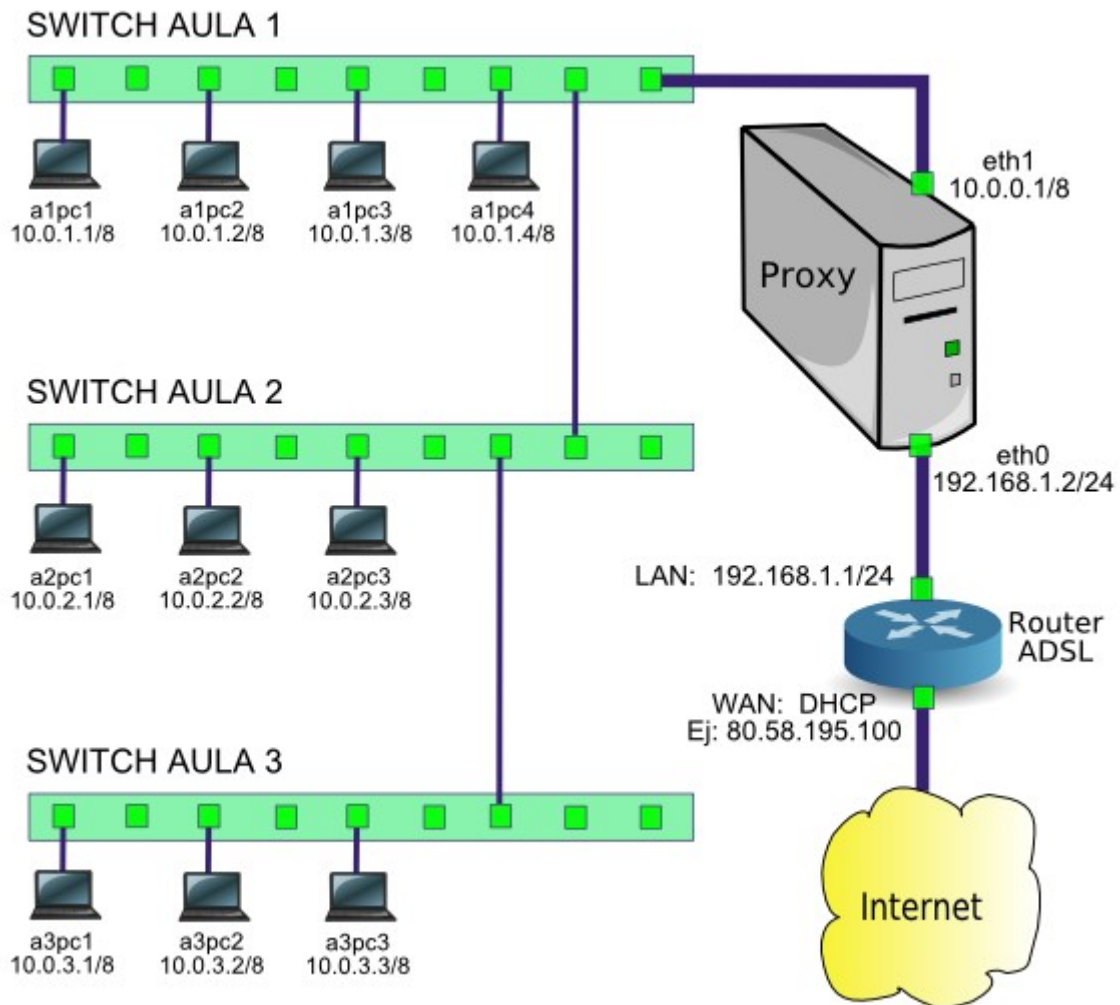 SWITCH AULA 1
a1pc1
10.0.1.1/8
a1pc2
10.0.1.2/8
a1pc3
10.0.1.3/8
a1pc4
10.0.1.4/8
eth1
10.0.0.1/8
Proxy
SWITCH AULA 2
a2pc1
10.0.2.1/8
a2pc2
10.0.2.2/8
a2pc3
10.0.2.3/8
eth0
192.168.1.2/24
LAN: 192.168.1.1/24
Router
ADSL
WAN: DHCP
Ej: 80.58.195.100
SWITCH AULA 3
a3pc1
10.0.3.1/8
a3pc2
10.0.3.2/8
a3pc3
10.0.3.3/8
Internet